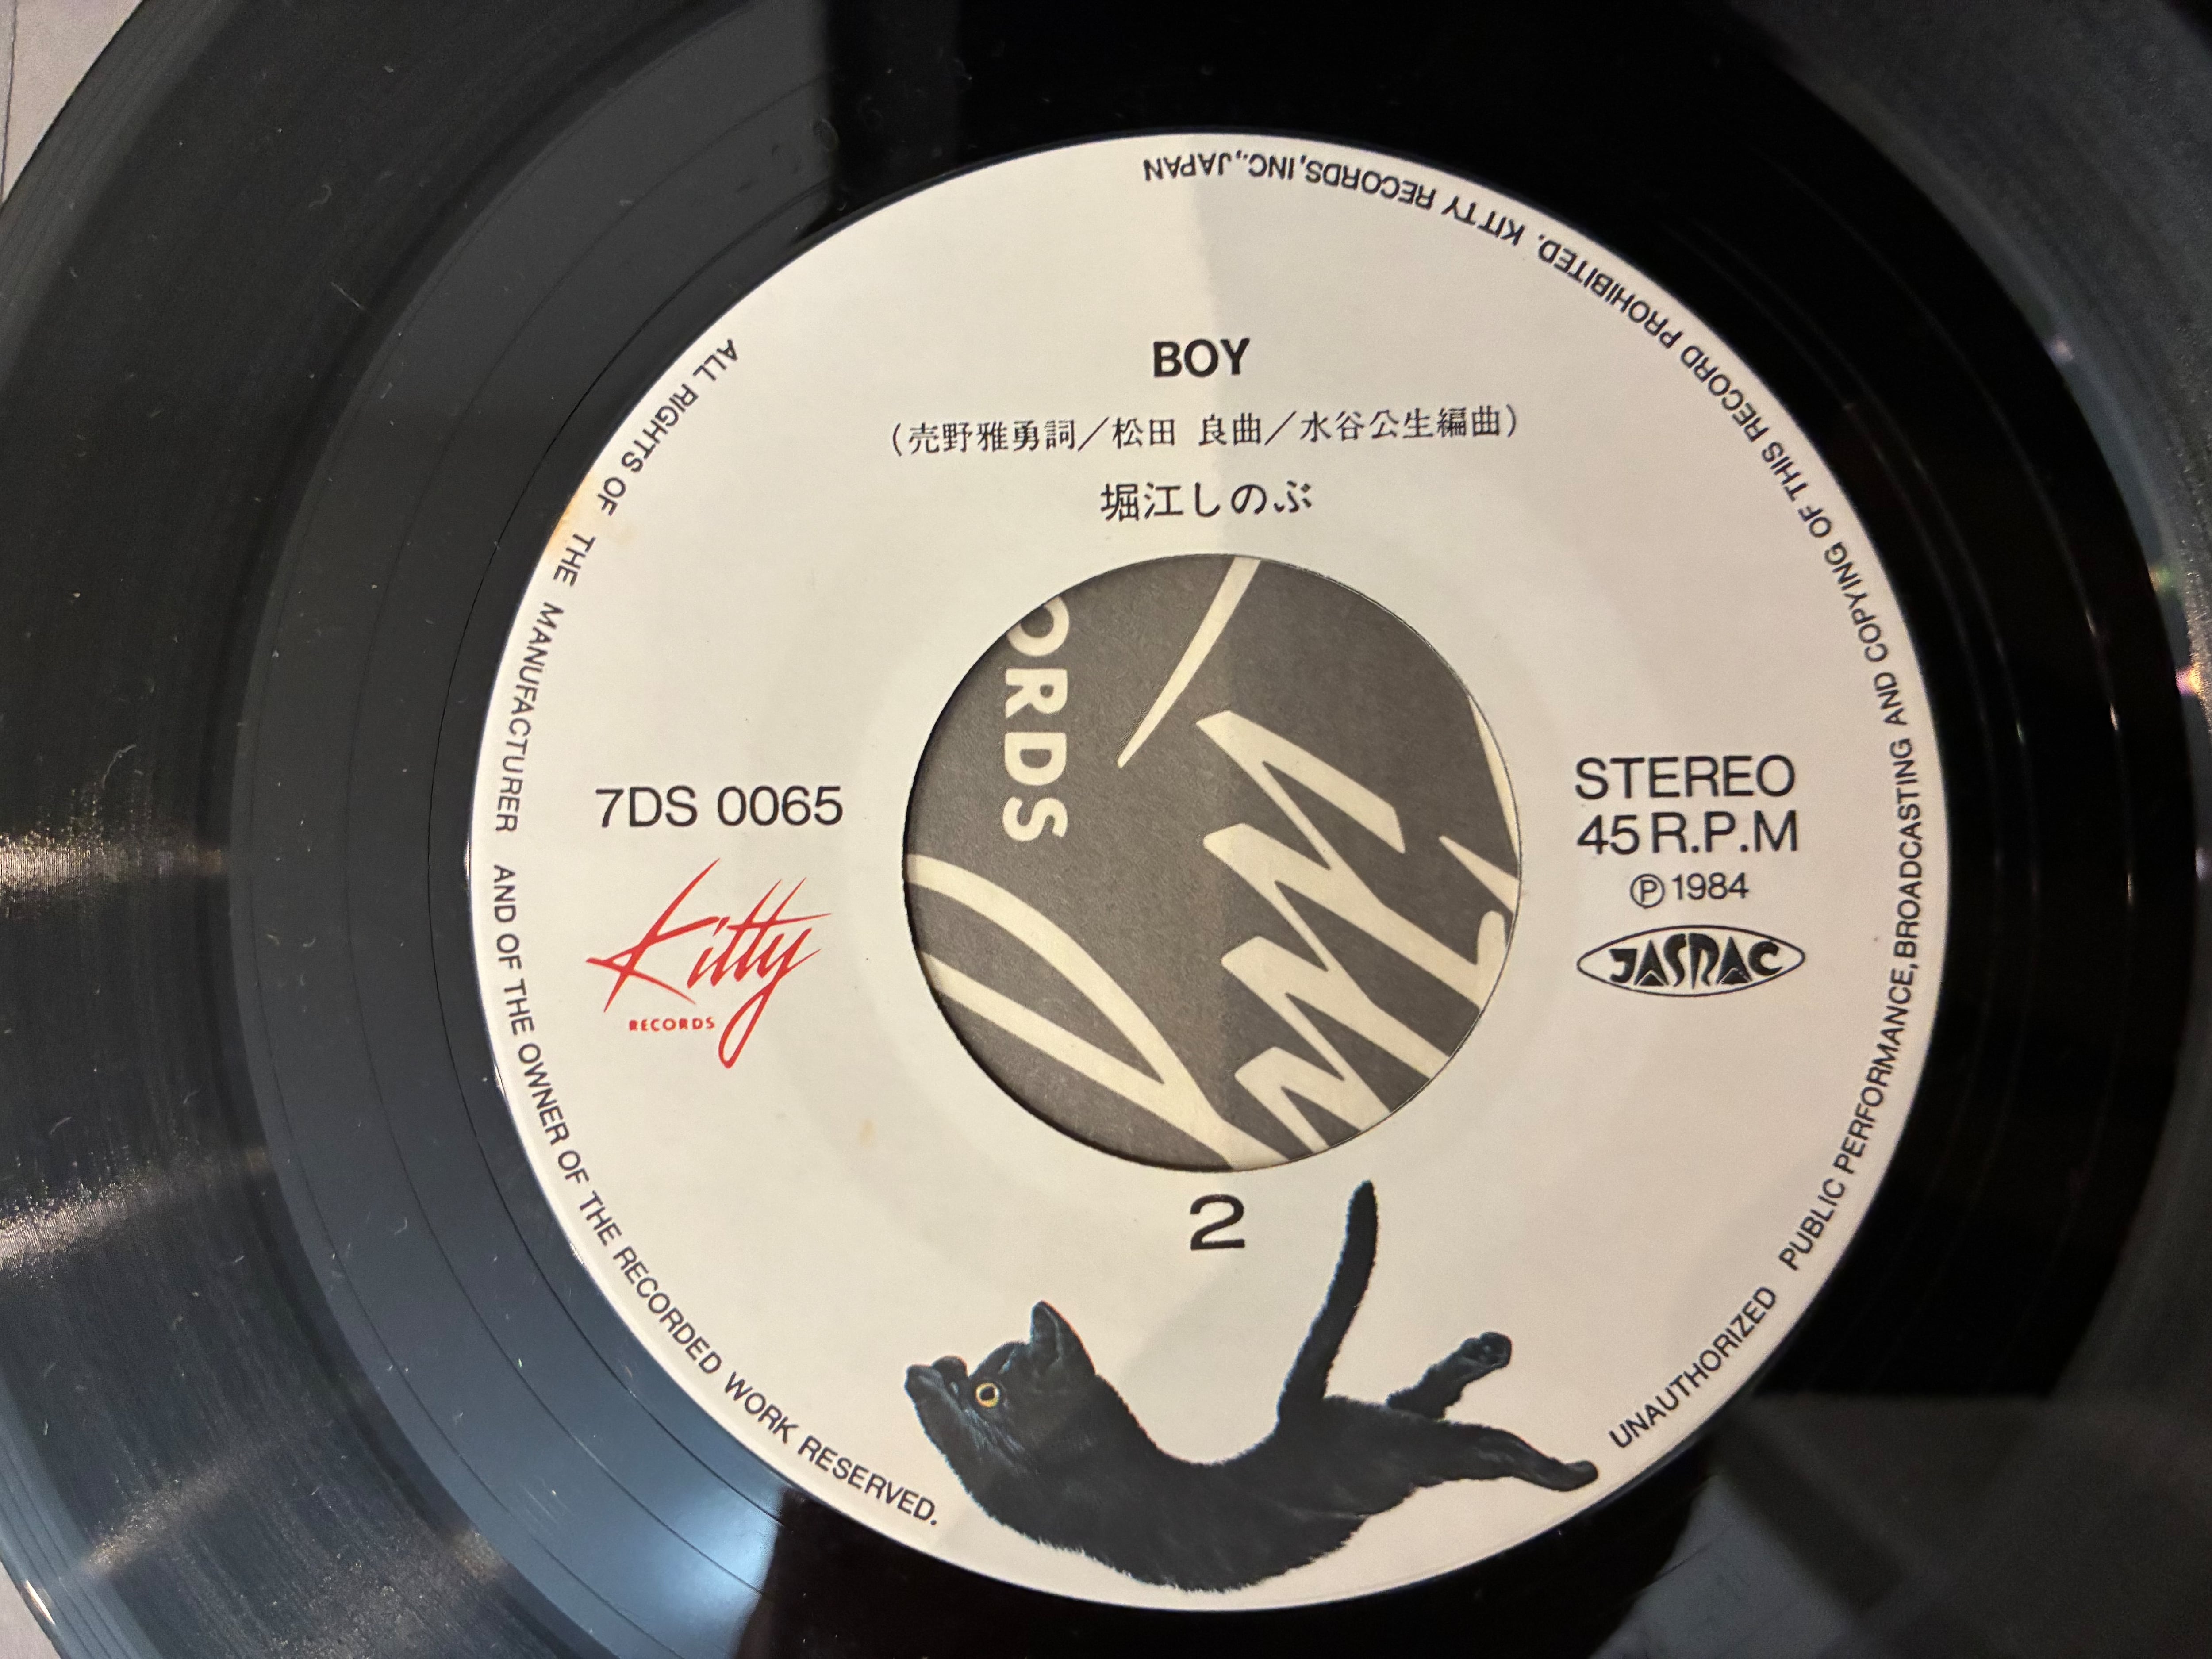 BOY
(売野雅勇詞/松田 良曲/水谷公生編曲)
堀江しのぶ
7DS 0065
Kitty
RECORDS
ORDS
STEREO
45 R.P.M
Ⓟ1984
JASRAC
2
ALL RIGHTS OF THE MANUFACTURER AND OF THE OWNER OF THE RECORDED WORK RESERVED.
UNAUTHORIZED PUBLIC PERFORMANCE, BROADCASTING AND COPYING OF THIS RECORD PROHIBITED. KITTY RECORDS, INC., JAPAN